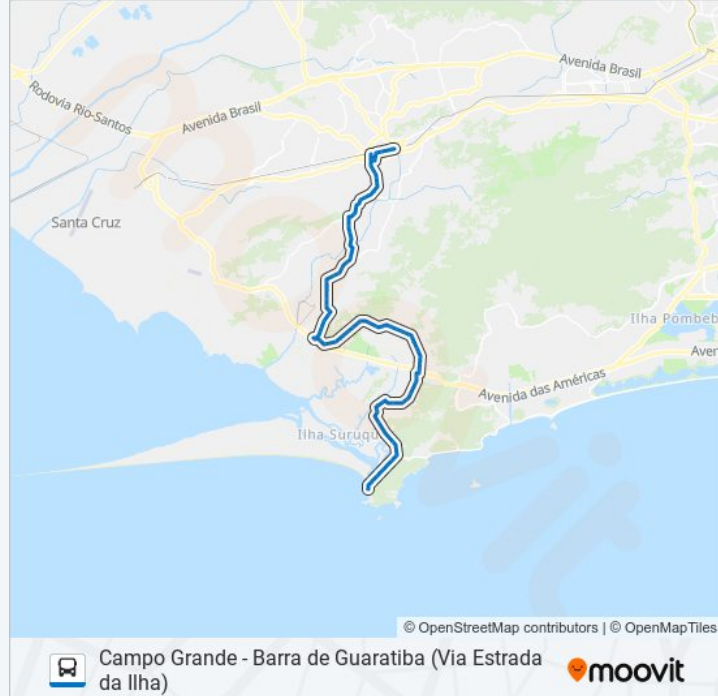 Avenida Brasil
Rodovia Rio-Santos
Avenida Brasil
Santa Cruz
Ilha Pombeb
Aven
Avenida das Américas
Ilha Suruqu
© OpenStreetMap contributors | © OpenMapTiles
Campo Grande - Barra de Guaratiba (Via Estrada
da Ilha)
moovit